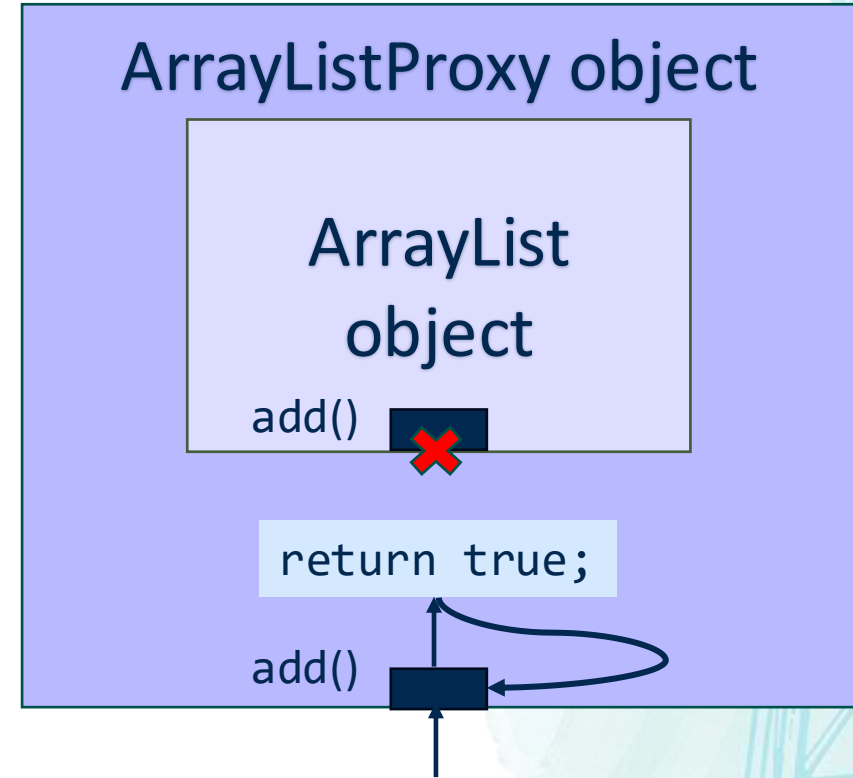 ArrayListProxy object
ArrayList
object
add()
return true;
add()